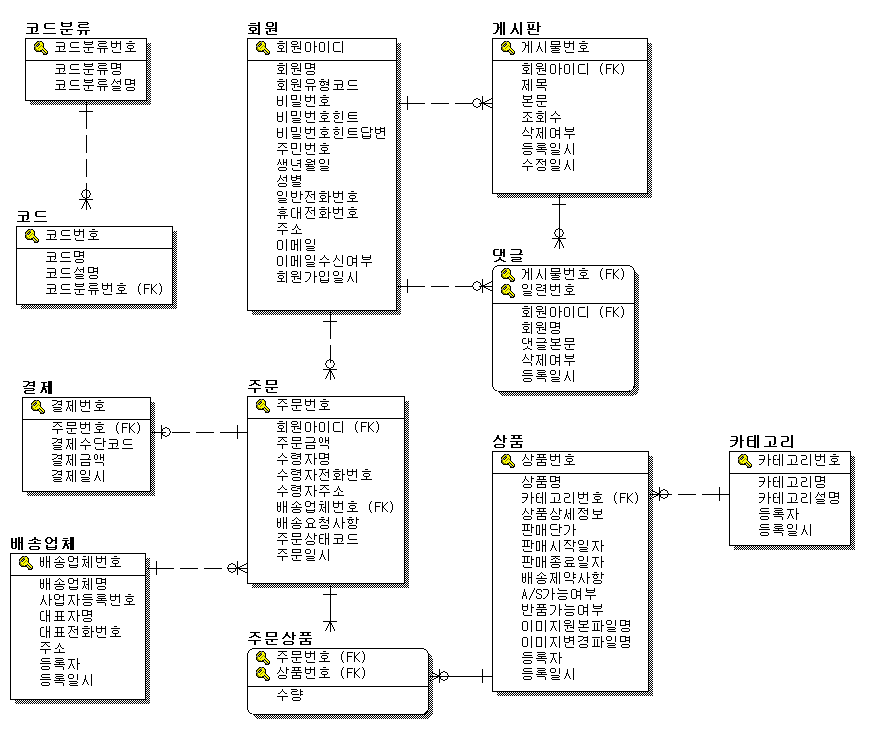 코드분류
코드분류번호
코드분류명
코드분류설명
코드
코드번호
코드명
코드설명
코드분류번호 (FK)
회원
회원아이디
회원명
회원유형코드
비밀번호
비밀번호힌트
비밀번호힌트답변
주민번호
생년월일
성별
일반전화번호
휴대전화번호
주소
이메일
이메일수신여부
회원가입일시
게시판
게시물번호
회원아이디 (FK)
제목
본문
조회수
삭제여부
등록일시
수정일시
댓글
게시물번호 (FK)
일련번호
회원아이디 (FK)
회원명
댓글본문
삭제여부
등록일시
결제
결제번호
주문번호 (FK)
결제수단코드
결제금액
결제일시
주문
주문번호
회원아이디 (FK)
주문금액
수령자명
수령자전화번호
수령자주소
배송업체번호 (FK)
배송요청사항
주문상태코드
주문일시
상품
상품번호
상품명
카테고리번호 (FK)
상품상세정보
판매단가
판매시작일자
판매종료일자
배송제약사항
A/S가능여부
반품가능여부
이미지원본파일명
이미지변경파일명
등록자
등록일시
카테고리
카테고리번호
카테고리명
카테고리설명
등록자
등록일시
배송업체
배송업체번호
배송업체명
사업자등록번호
대표자명
대표전화번호
주소
등록자
등록일시
주문상품
주문번호 (FK)
상품번호 (FK)
수량